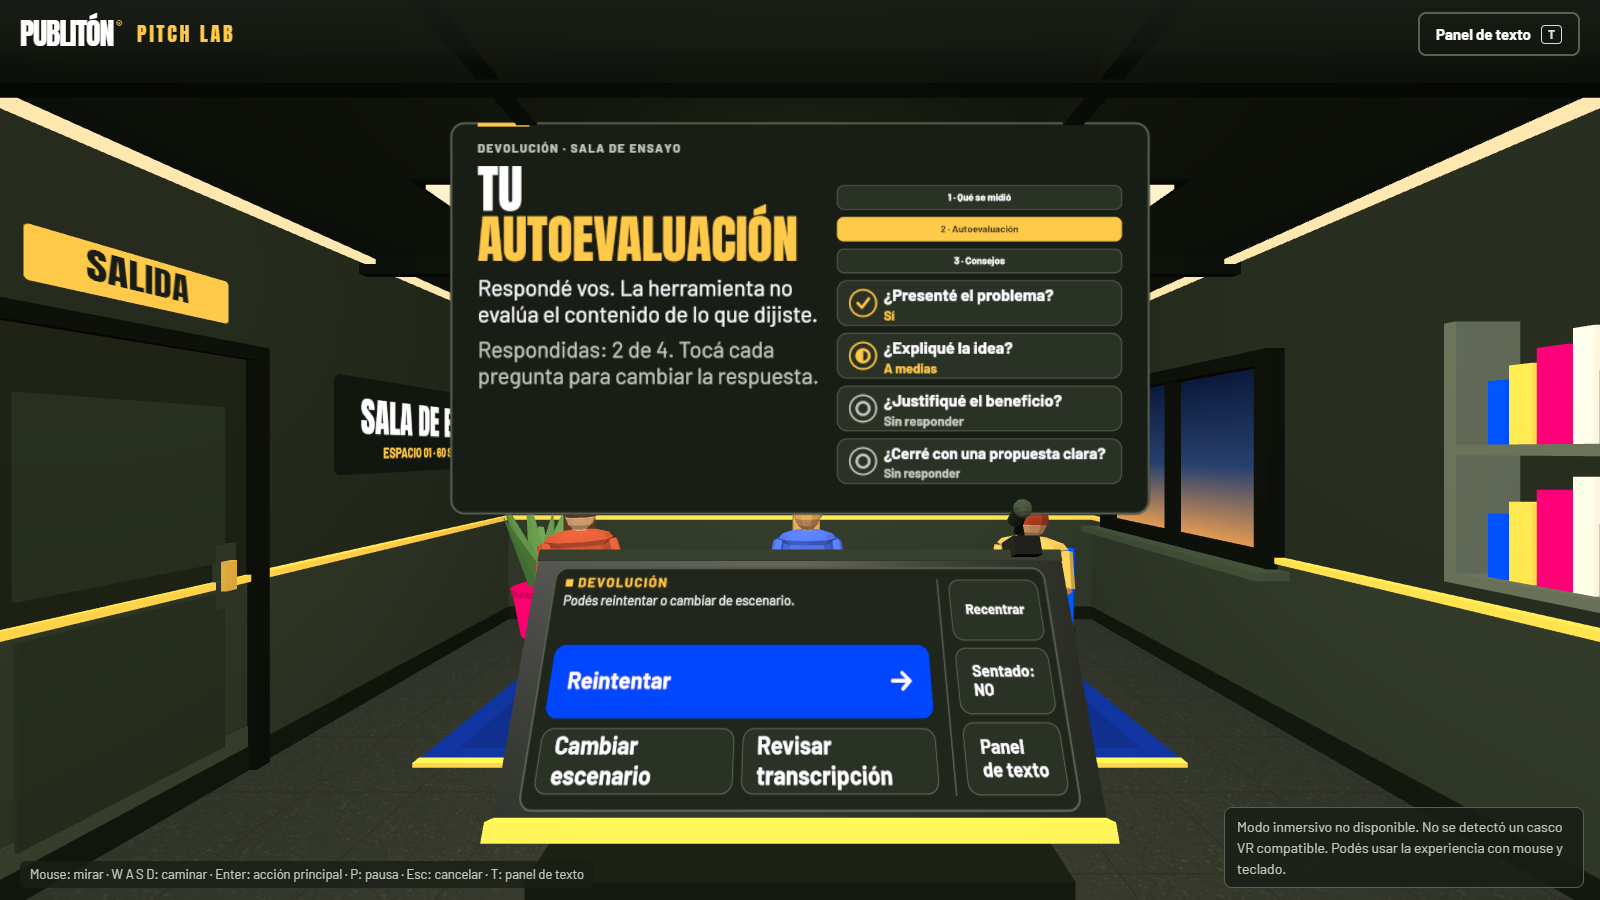 PUBLITÓN PITCH LAB
Panel de texto T
DEVOLUCIÓN · SALA DE ENSAYO
TU
AUTOEVALUACIÓN
Respondé vos. La herramienta no
evalúa el contenido de lo que dijiste.
Respondidas: 2 de 4. Tocá cada
pregunta para cambiar la respuesta.
1 · Qué se midió
2 · Autoevaluación
3 · Consejos
¿Presenté el problema?
Sí
¿Expliqué la idea?
A medias
¿Justifiqué el beneficio?
Sin responder
¿Cerré con una propuesta clara?
Sin responder
SALIDA
SALA DE
ESPACIO 01 · 60
DEVOLUCIÓN
Podés reintentar o cambiar de escenario.
Reintentar
Cambiar
escenario
Revisar
transcripción
Recentrar
Sentado:
NO
Panel
de texto
Mouse: mirar · W A S D: caminar · Enter: acción principal · P: pausa · Esc: cancelar · T: panel de texto
Modo inmersivo no disponible. No se detectó un casco
VR compatible. Podés usar la experiencia con mouse y
teclado.